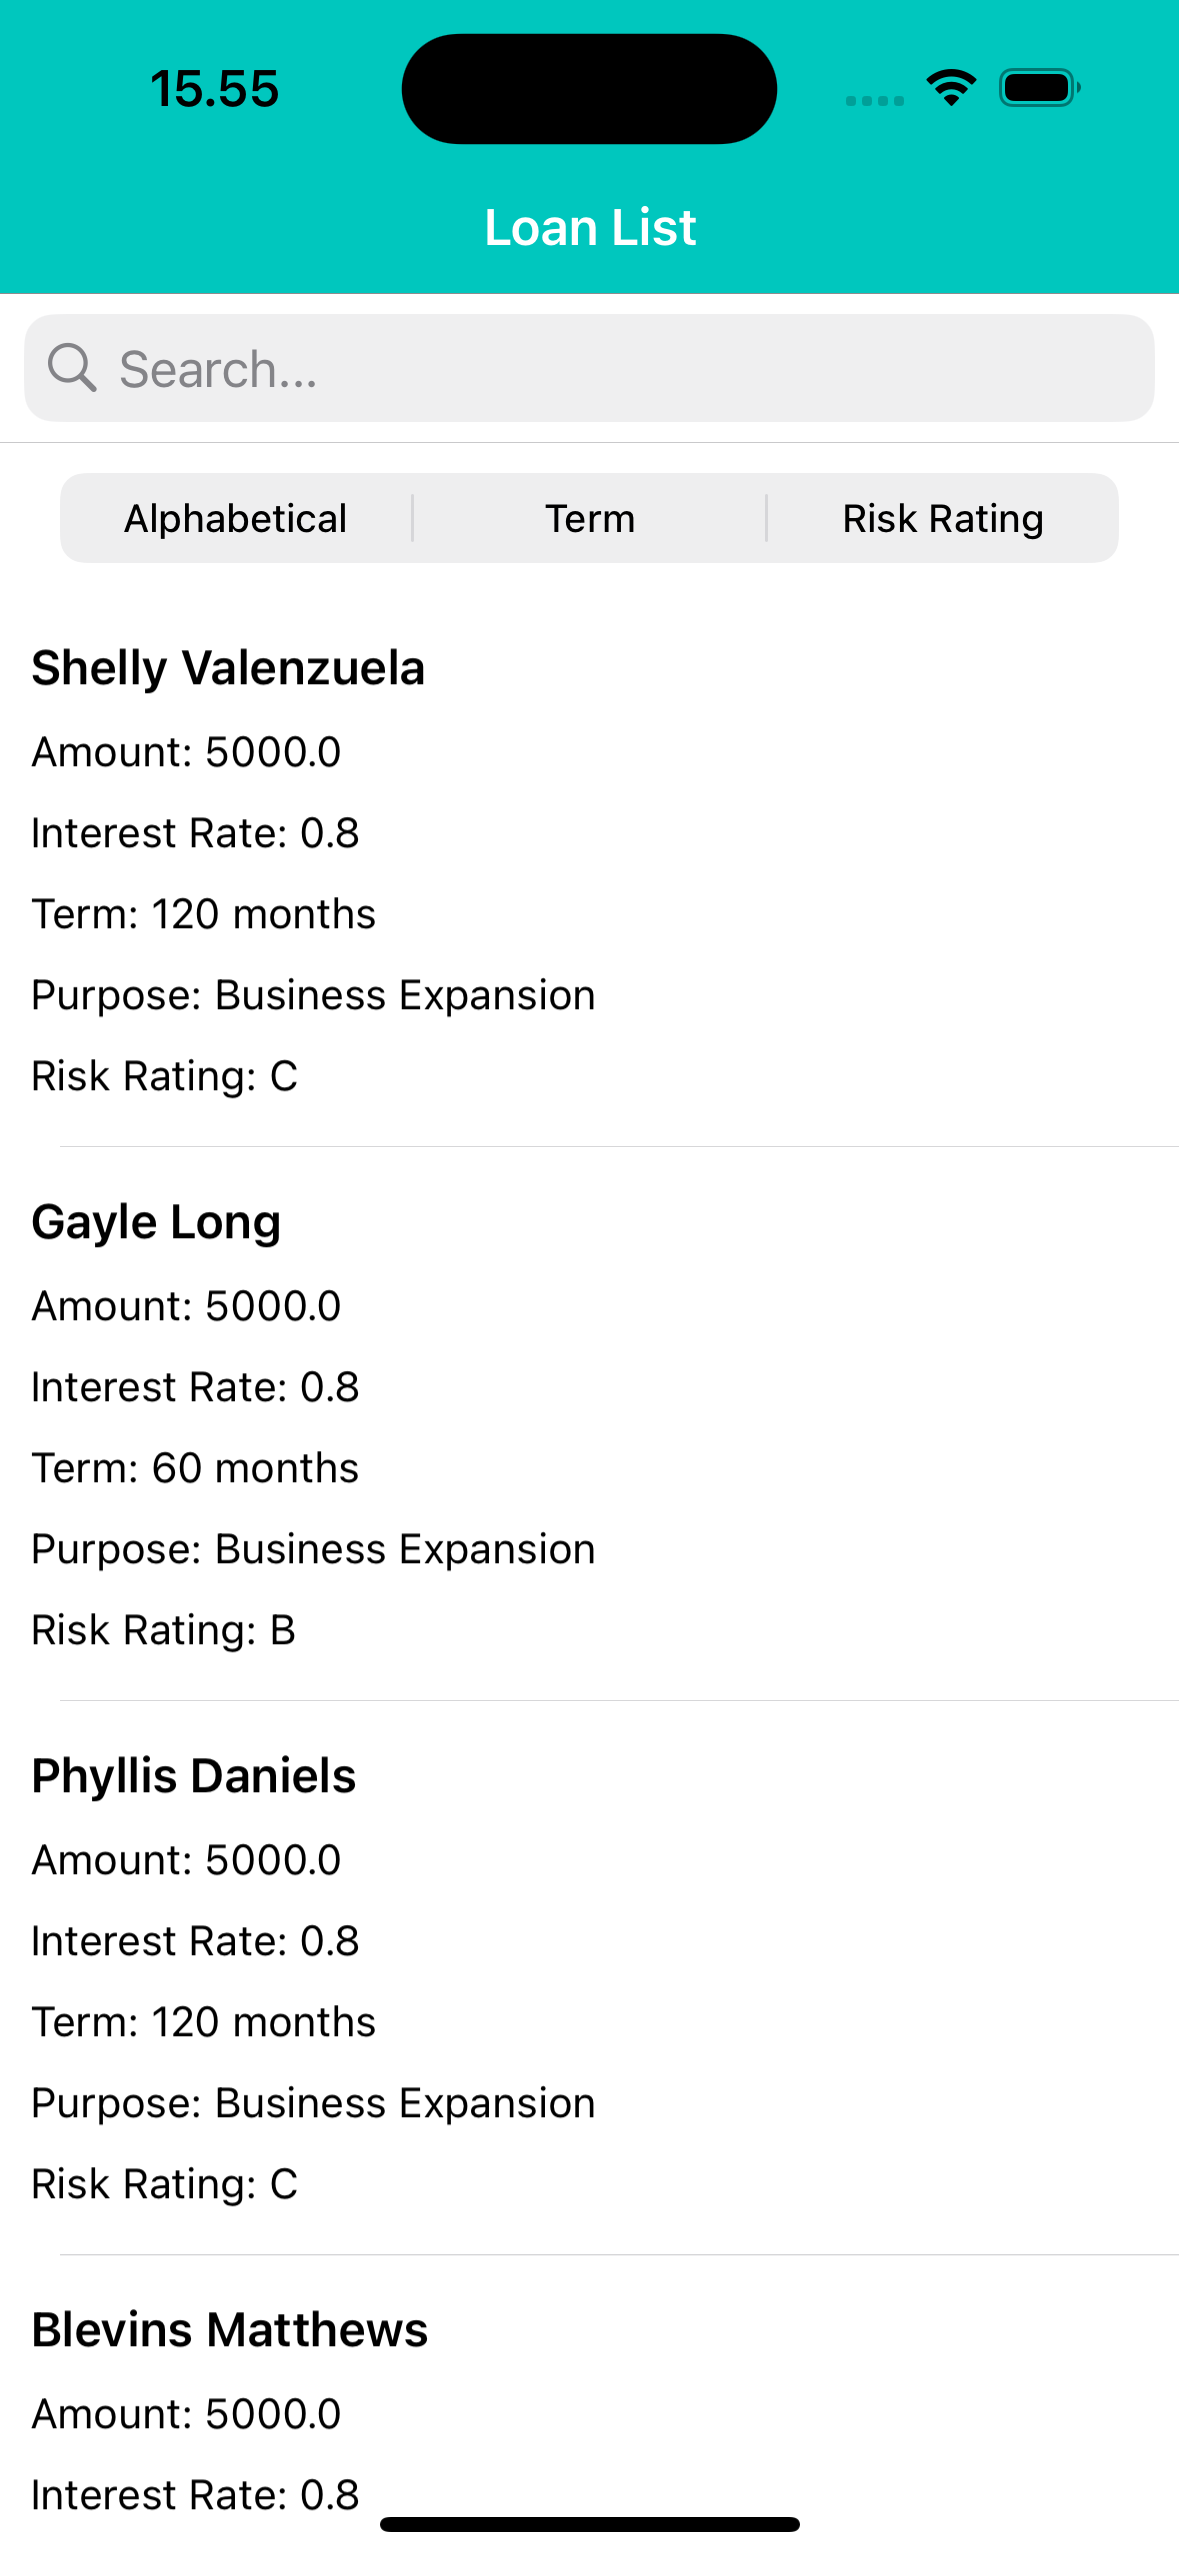 15.55
Loan List
Search...
Alphabetical Term Risk Rating
Shelly Valenzuela
Amount: 5000.0
Interest Rate: 0.8
Term: 120 months
Purpose: Business Expansion
Risk Rating: C
Gayle Long
Amount: 5000.0
Interest Rate: 0.8
Term: 60 months
Purpose: Business Expansion
Risk Rating: B
Phyllis Daniels
Amount: 5000.0
Interest Rate: 0.8
Term: 120 months
Purpose: Business Expansion
Risk Rating: C
Blevins Matthews
Amount: 5000.0
Interest Rate: 0.8